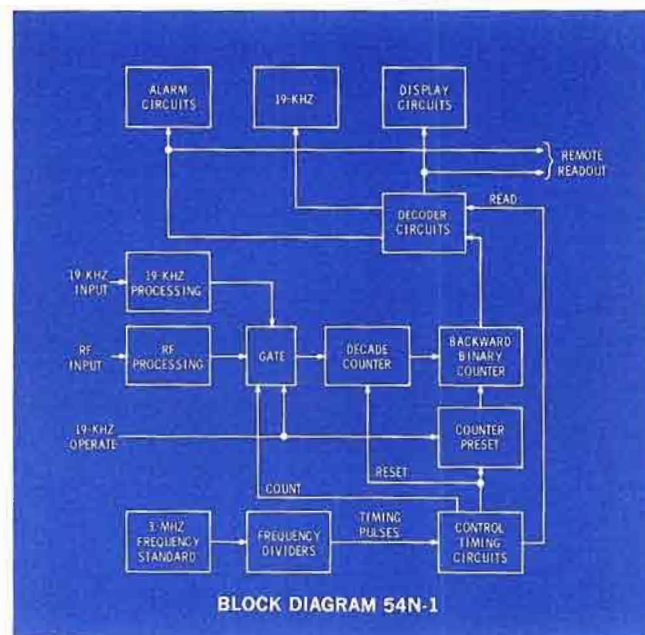 ALARM
CIRCUITS
19-KHZ
DISPLAY
CIRCUITS
REMOTE
READOUT
READ
DECODER
CIRCUITS
19-KHZ
INPUT
19-KHZ
PROCESSING
RF
INPUT
RF
PROCESSING
GATE
DECADE
COUNTER
BACKWARD
BINARY
COUNTER
19-KHZ
OPERATE
COUNTER
PRESET
RESET
COUNT
3-MHZ
FREQUENCY
STANDARD
FREQUENCY
DIVIDERS
TIMING
PULSES
CONTROL
TIMING
CIRCUITS
BLOCK DIAGRAM 54N-1